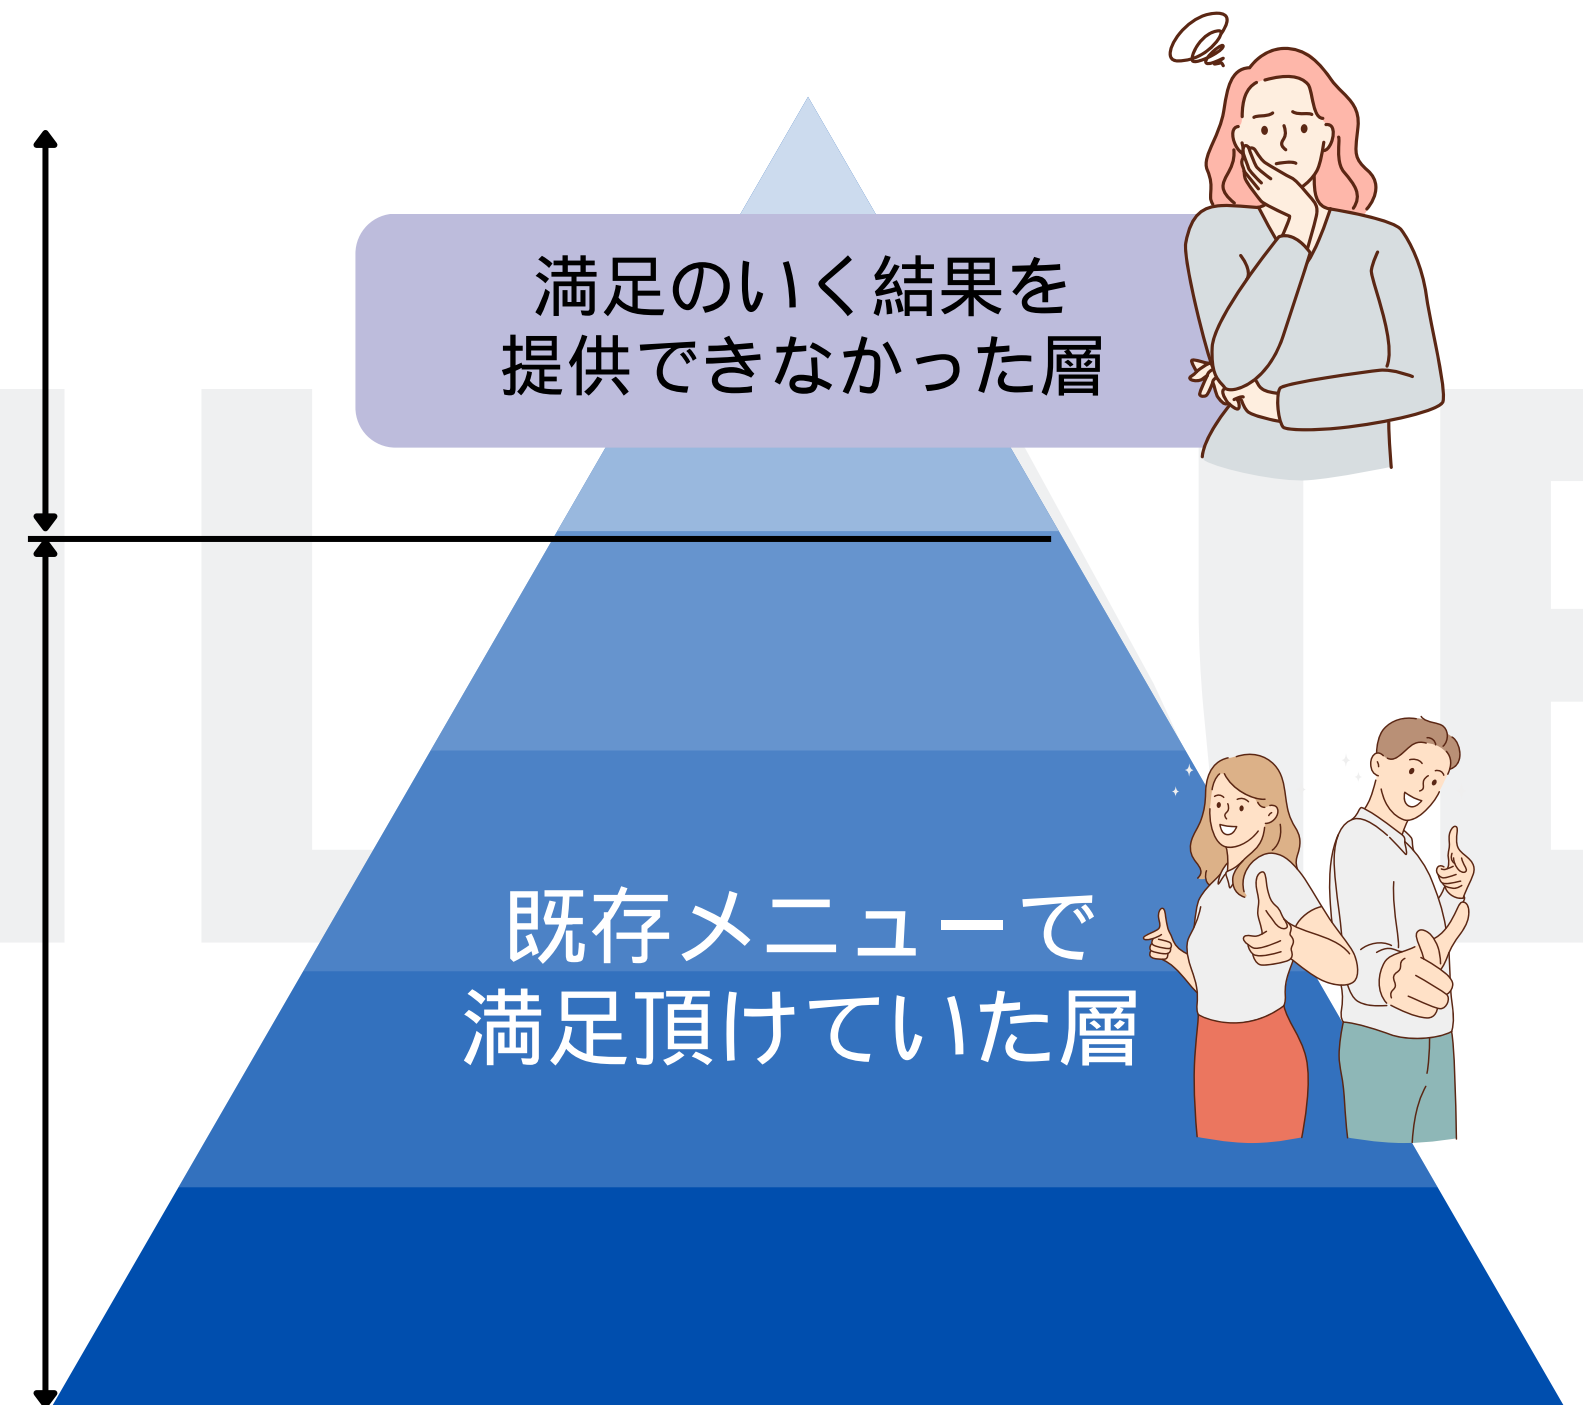 満足のいく結果を
提供できなかった層
既存メニューで
満足頂けていた層